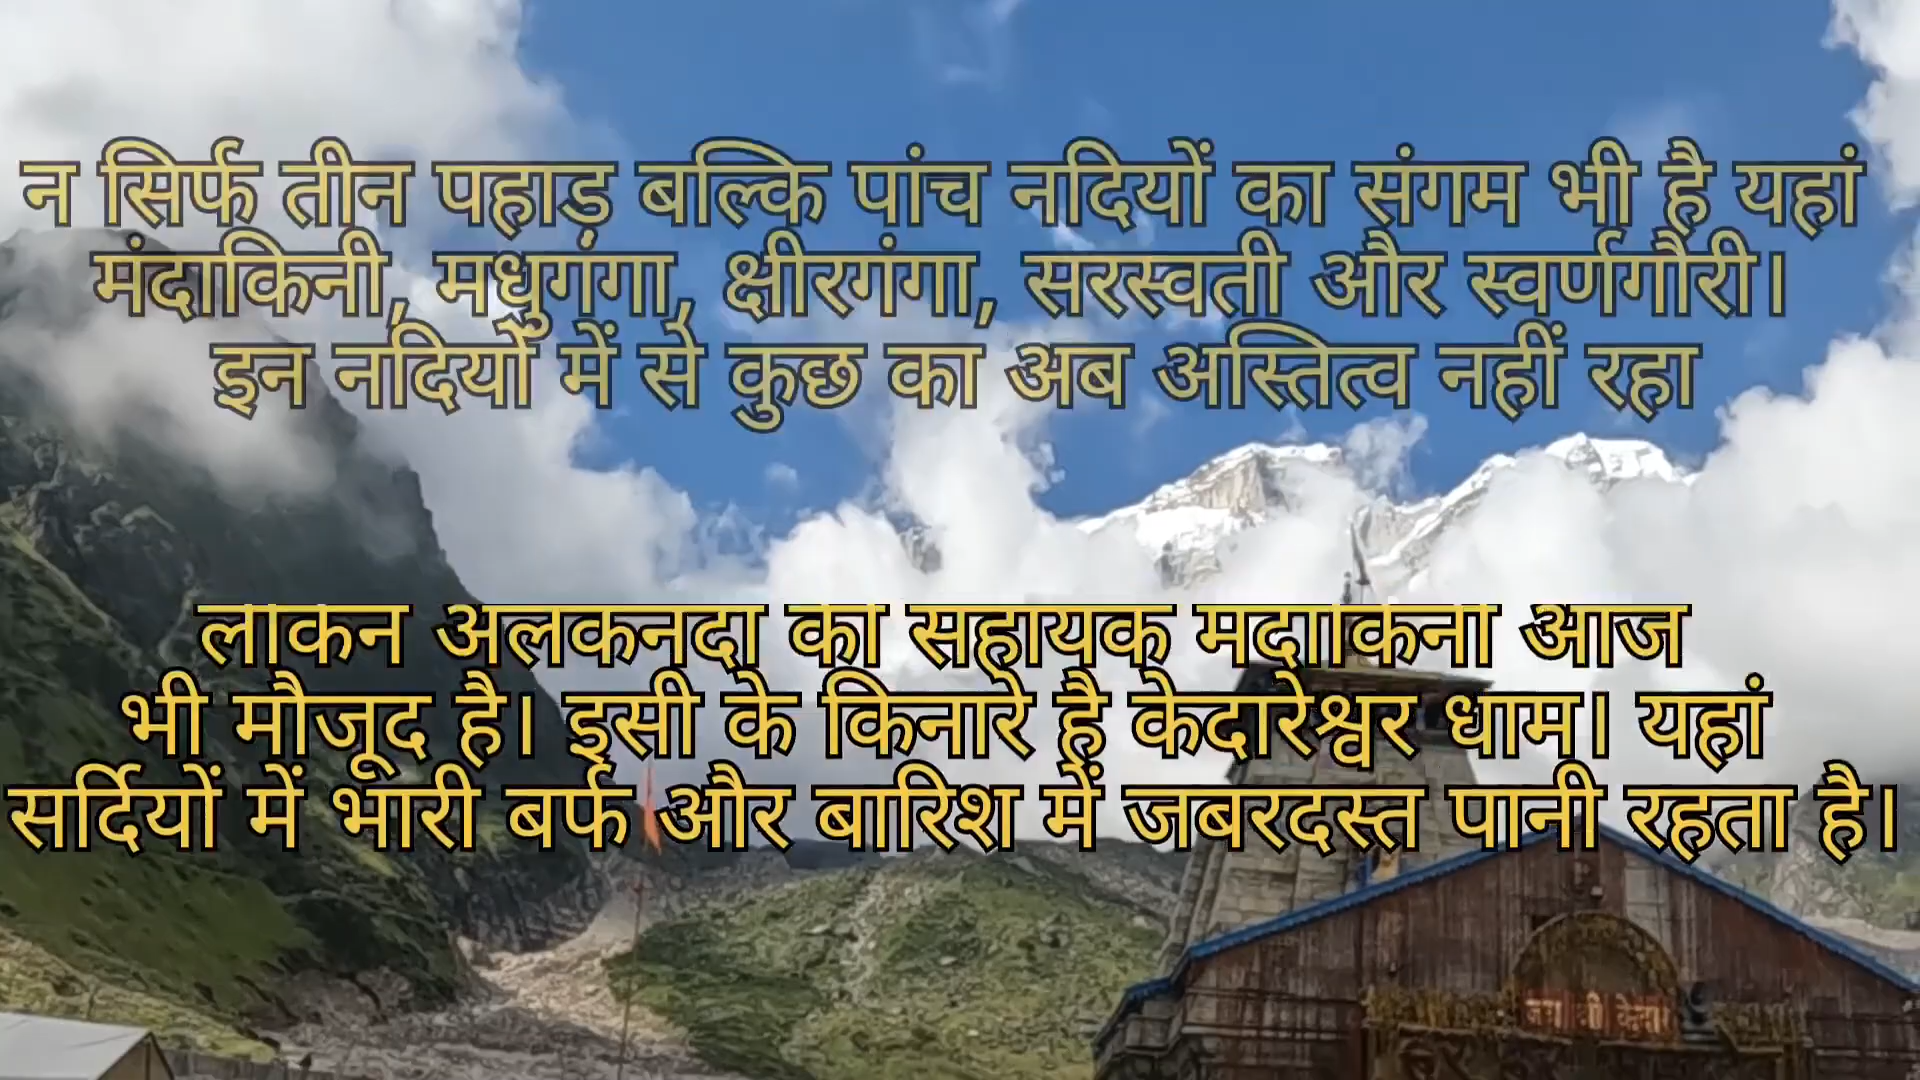 न सिर्फ तीन पहाड़ बल्कि पांच नदियों का संगम भी है यहां
मंदाकिनी, मधुगंगा, क्षीरगंगा, सरस्वती और स्वर्णगौरी।
इन नदियों में से कुछ का अब अस्तित्व नहीं रहा
लाकन अलकनदा का सहायक मदााकना आज
भी मौजूद है। इसी के किनारे है केदारेश्वर धाम। यहां
सर्दियों में भारी बर्फ और बारिश में जबरदस्त पानी रहता है।